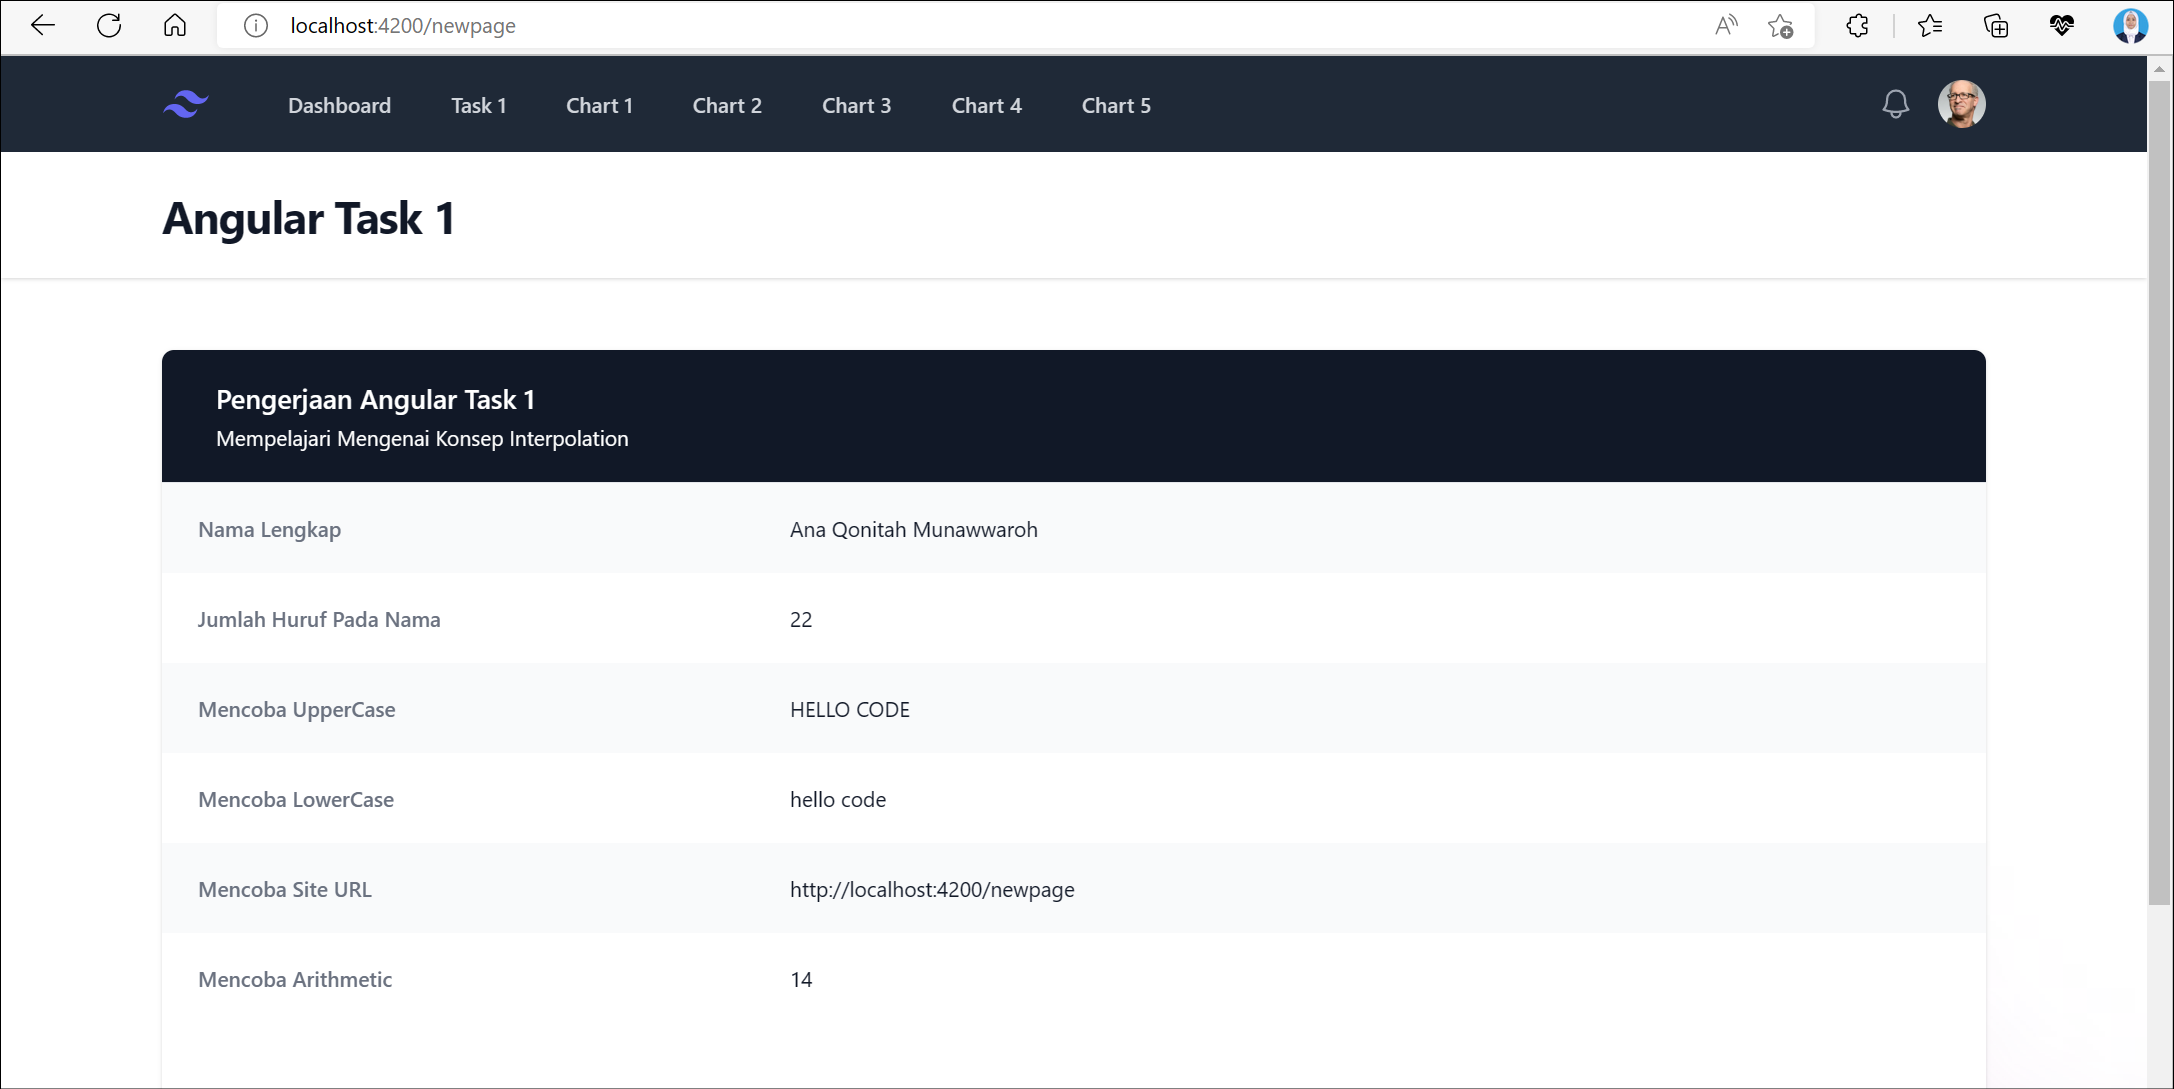 localhost:4200/newpage
Dashboard Task 1 Chart 1 Chart 2 Chart 3 Chart 4 Chart 5
Angular Task 1
Pengerjaan Angular Task 1
Mempelajari Mengenai Konsep Interpolation
Nama Lengkap Ana Qonitah Munawwaroh
Jumlah Huruf Pada Nama 22
Mencoba UpperCase HELLO CODE
Mencoba LowerCase hello code
Mencoba Site URL http://localhost:4200/newpage
Mencoba Arithmetic 14